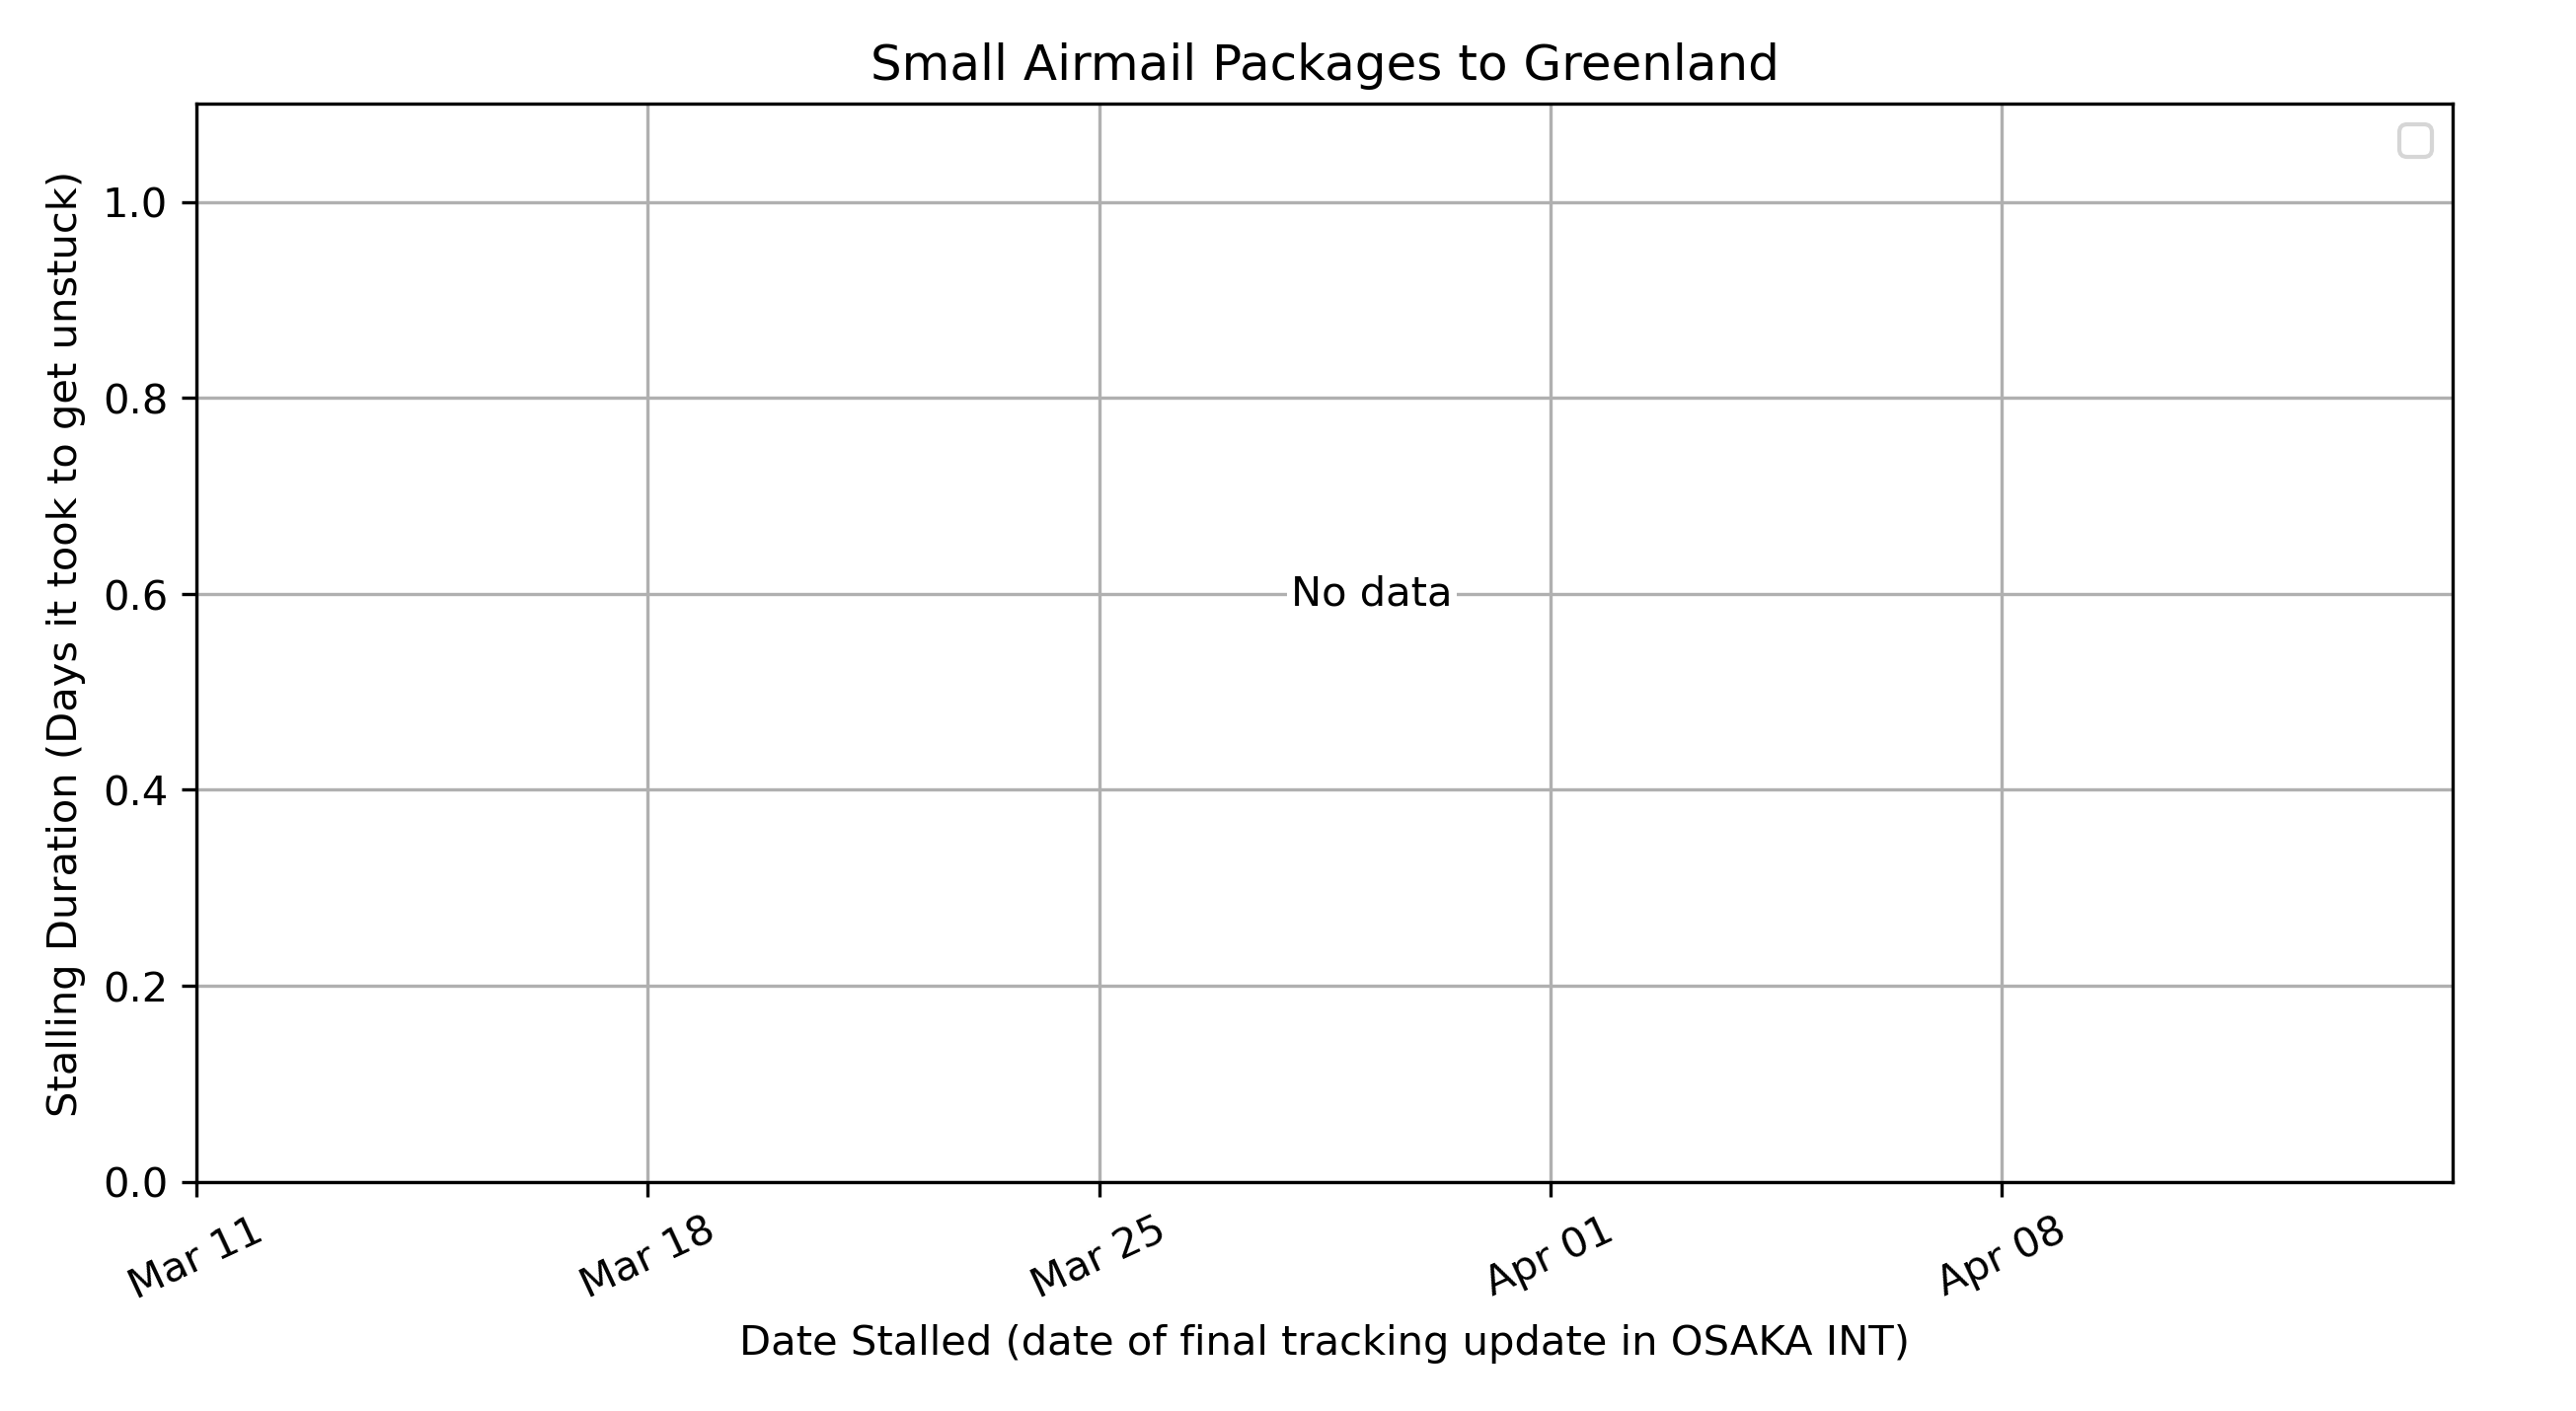 Small Airmail Packages to Greenland
Stalling Duration (Days it took to get unstuck)
1.0
0.8
0.6
0.4
0.2
0.0
No data
Mar 11
Mar 18
Mar 25
Apr 01
Apr 08
Date Stalled (date of final tracking update in OSAKA INT)